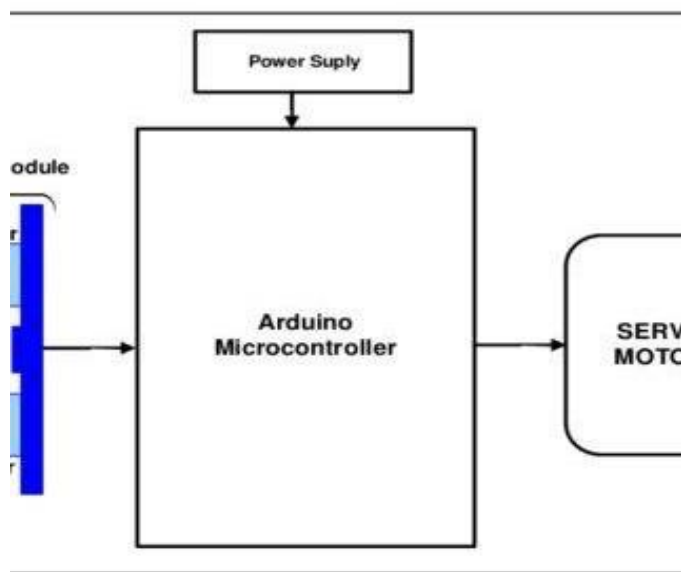 Power Suply
odule
r
Arduino
Microcontroller
SERV
MOTO
r